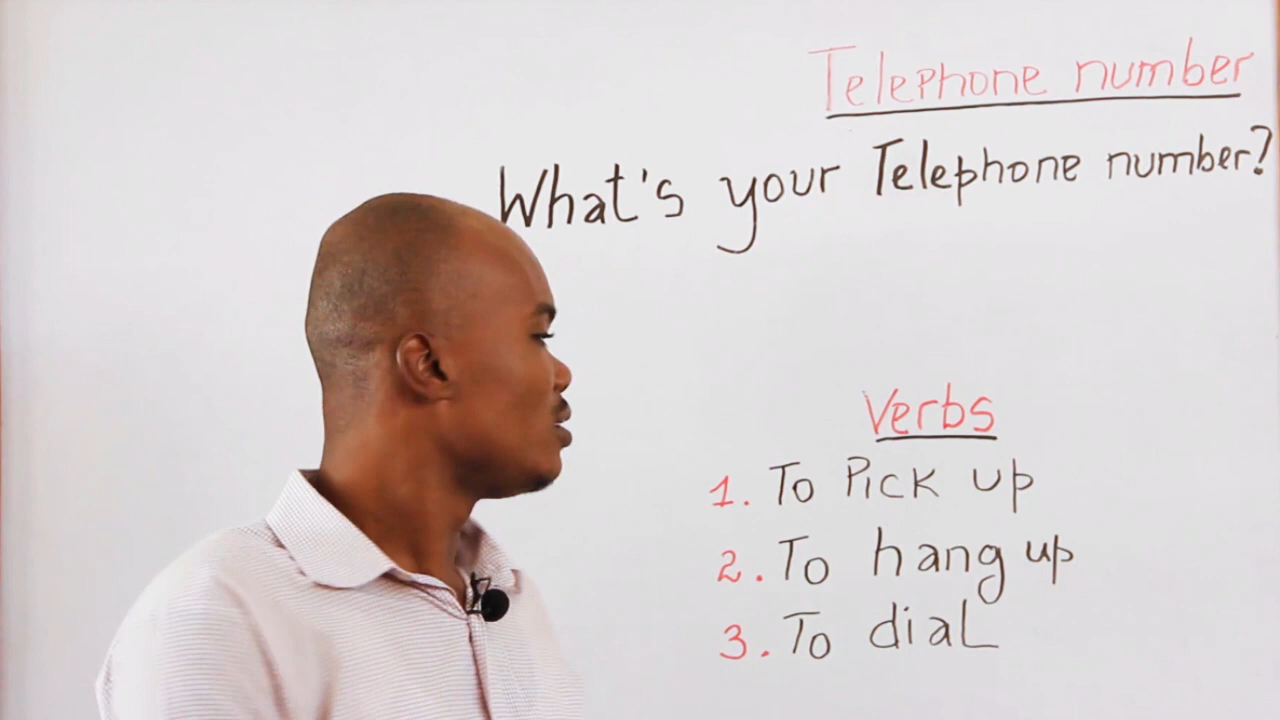 Telephone number
What's your Telephone number?
Verbs
1. To Pick up
2. To hang up
3. To dial